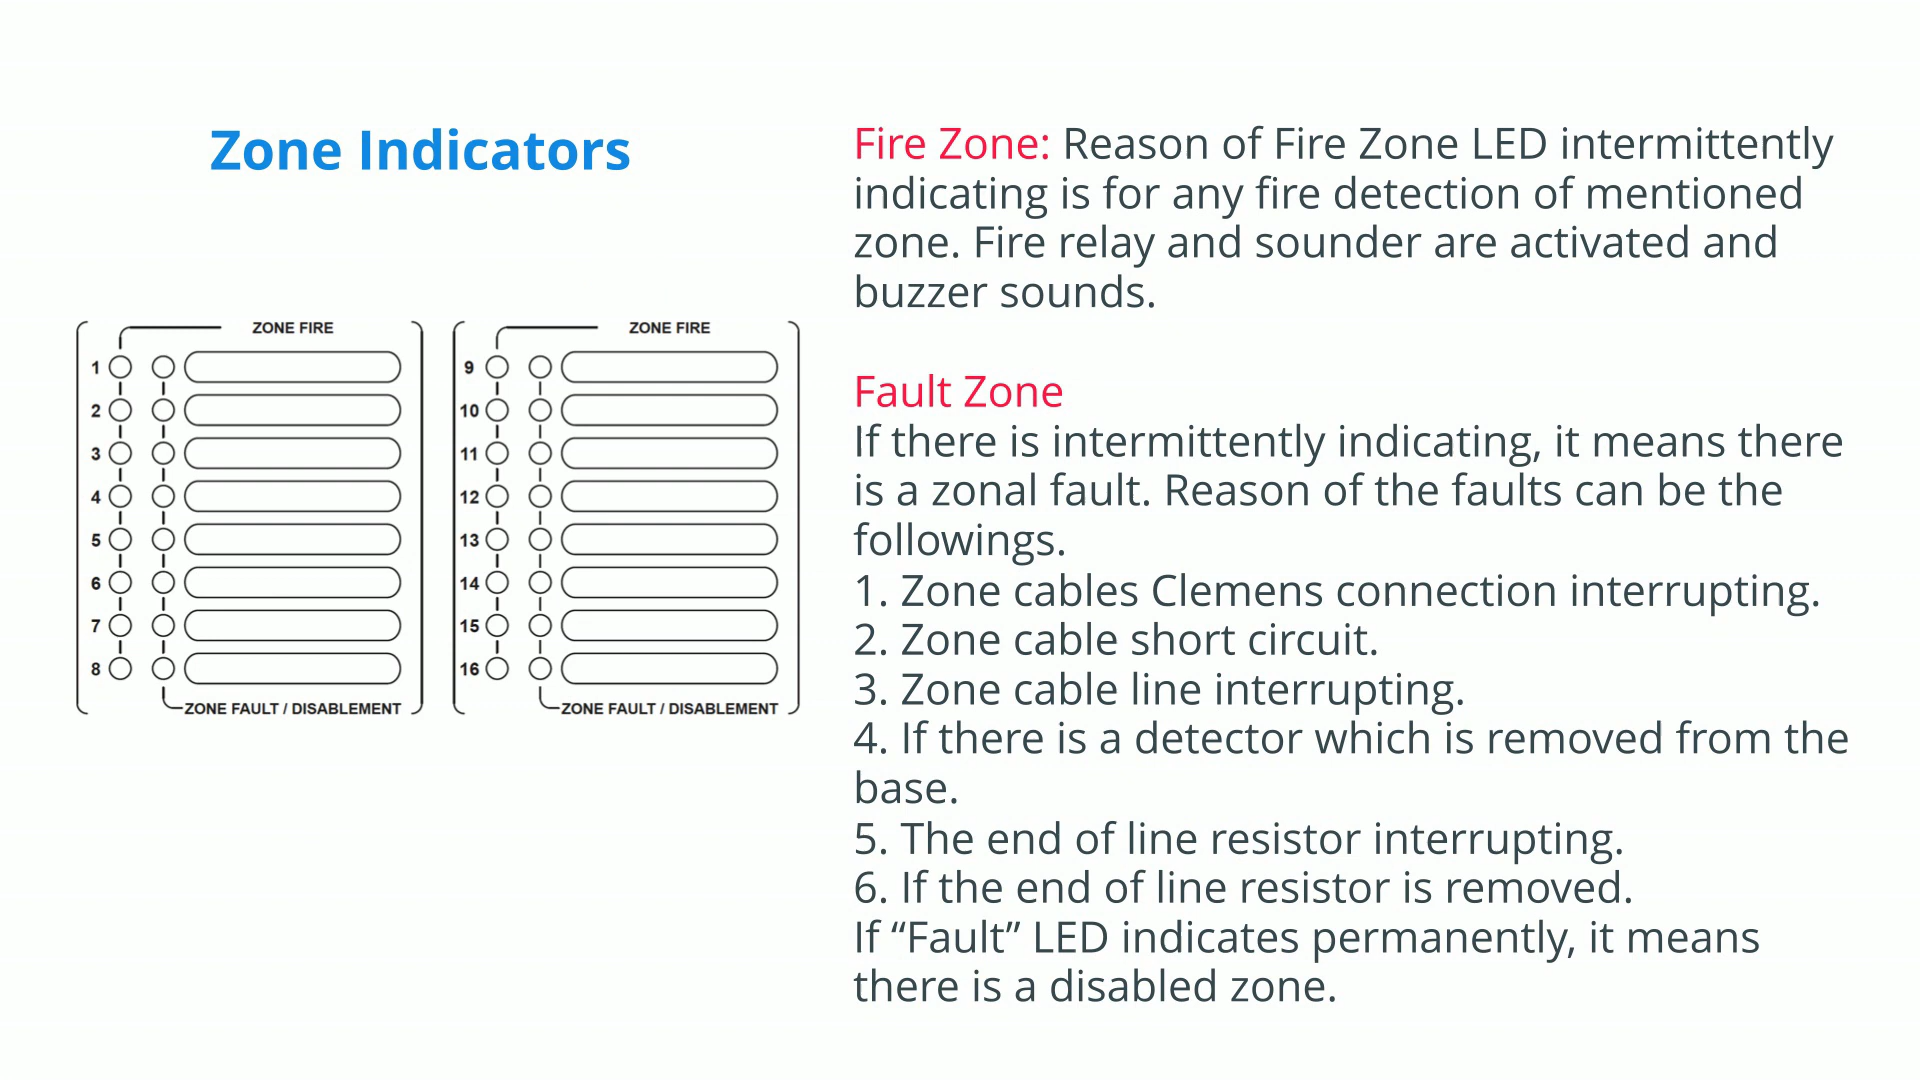 Zone Indicators
ZONE FIRE
1
2
3
4
5
6
7
8
ZONE FAULT / DISABLEMENT
ZONE FIRE
9
10
11
12
13
14
15
16
ZONE FAULT / DISABLEMENT
Fire Zone: Reason of Fire Zone LED intermittently
indicating is for any fire detection of mentioned
zone. Fire relay and sounder are activated and
buzzer sounds.
Fault Zone
If there is intermittently indicating, it means there
is a zonal fault. Reason of the faults can be the
followings.
1. Zone cables Clemens connection interrupting.
2. Zone cable short circuit.
3. Zone cable line interrupting.
4. If there is a detector which is removed from the
base.
5. The end of line resistor interrupting.
6. If the end of line resistor is removed.
If “Fault” LED indicates permanently, it means
there is a disabled zone.